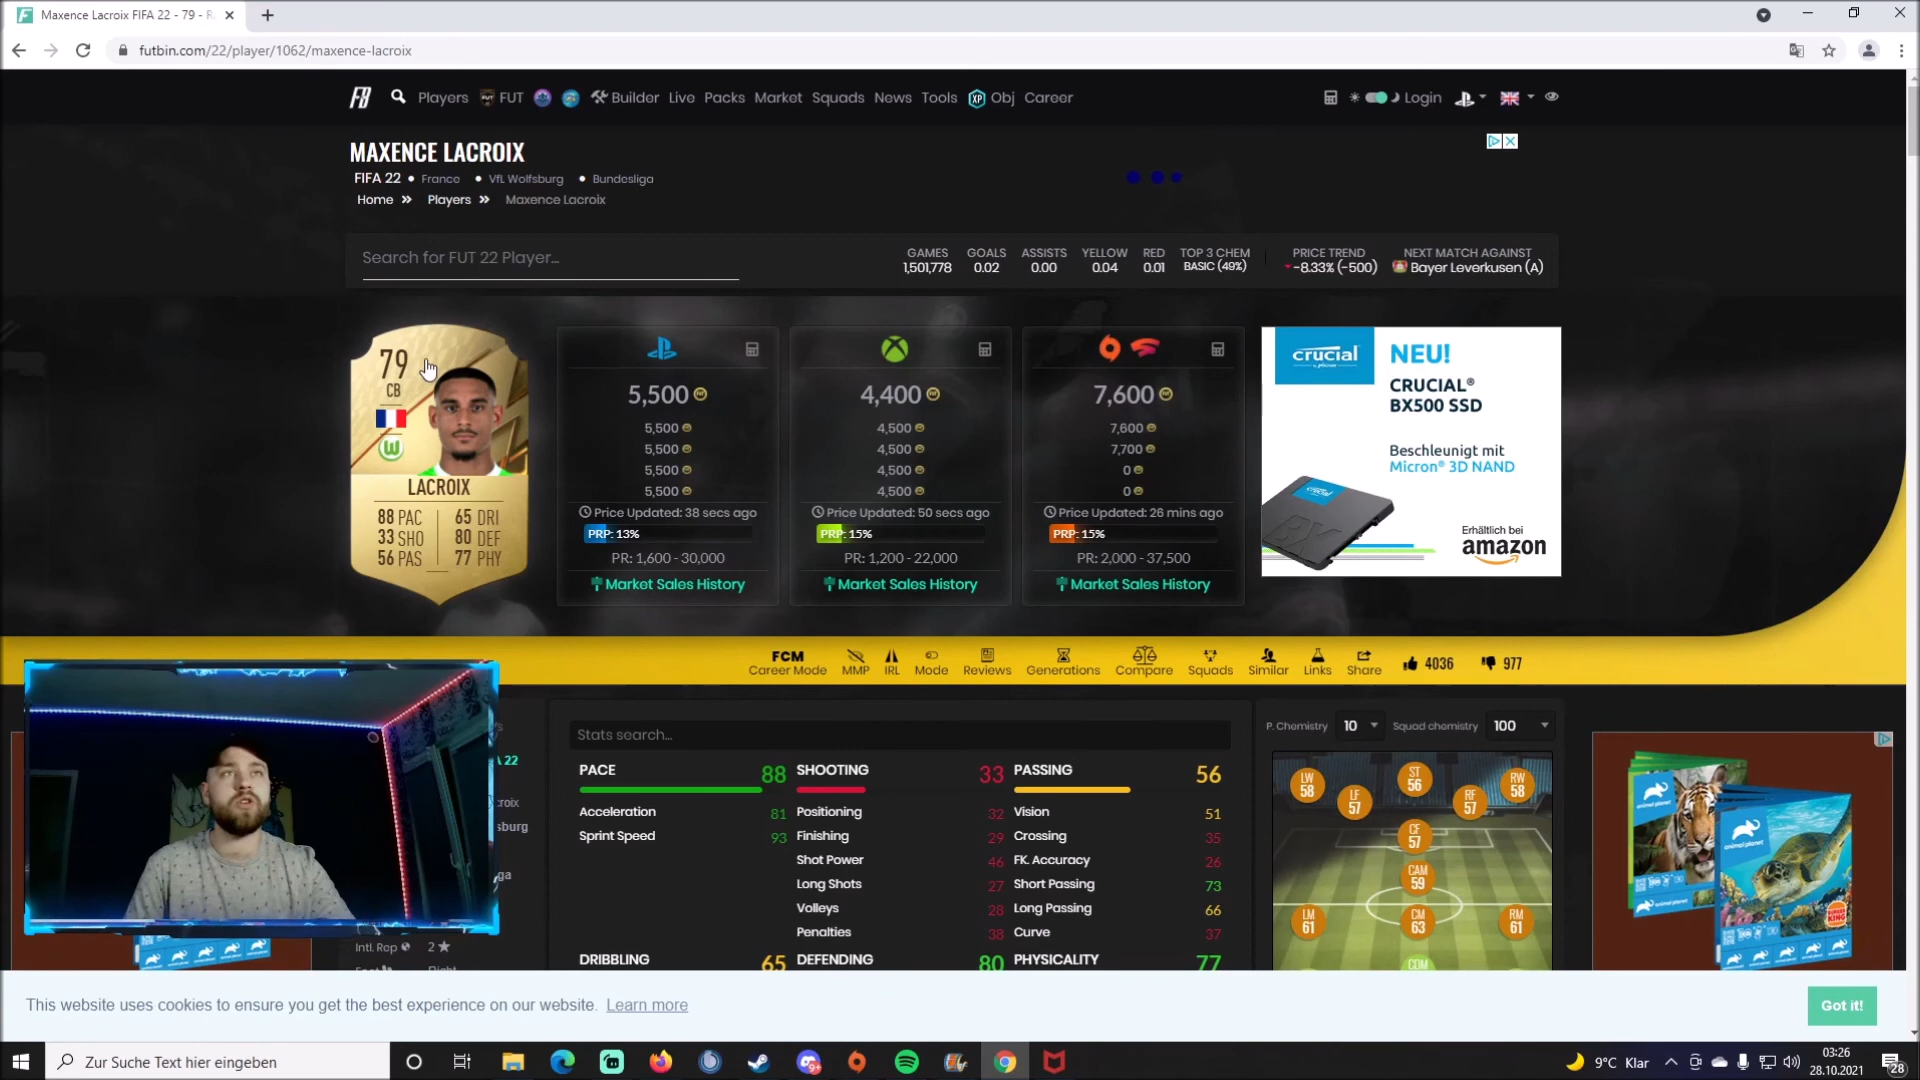 Maxence Lacroix FIFA 22 - 79 - R
futbin.com/22/player/1062/maxence-lacroix
FB Players FUT Builder Live Packs Market Squads News Tools XP Obj Career Login
MAXENCE LACROIX
FIFA 22 • France • VfL Wolfsburg • Bundesliga
Home » Players » Maxence Lacroix
Search for FUT 22 Player...
GAMES GOALS ASSISTS YELLOW RED TOP 3 CHEM PRICE TREND NEXT MATCH AGAINST
1,501,778 0.02 0.00 0.04 0.01 BASIC (49%) -8.33% (-500) Bayer Leverkusen (A)
79
CB
LACROIX
88 PAC 65 DRI
33 SHO 80 DEF
56 PAS 77 PHY
5,500
5,500
5,500
5,500
5,500
Price Updated: 38 secs ago
PRP: 13%
PR: 1,600 - 30,000
Market Sales History
4,400
4,500
4,500
4,500
4,500
Price Updated: 50 secs ago
PRP: 15%
PR: 1,200 - 22,000
Market Sales History
7,600
7,600
7,700
0
0
Price Updated: 26 mins ago
PRP: 15%
PR: 2,000 - 37,500
Market Sales History
crucial
NEU!
CRUCIAL®
BX500 SSD
Beschleunigt mit
Micron® 3D NAND
Erhältlich bei
amazon
FCM
Career Mode MMP IRL Mode Reviews Generations Compare Squads Similar Links Share 4036 977
A 22
croix
sburg
ga
Intl. Rep 2
Stats search...
PACE 88 SHOOTING 33 PASSING 56
Acceleration 81 Positioning 32 Vision 51
Sprint Speed 93 Finishing 29 Crossing 35
Shot Power 46 FK. Accuracy 26
Long Shots 27 Short Passing 73
Volleys 28 Long Passing 66
Penalties 38 Curve 37
DRIBBLING 65 DEFENDING 80 PHYSICALITY 77
P. Chemistry 10 Squad chemistry 100
LW 58
ST 56
RW 58
LF 57
RF 57
CF 57
CAM 59
LM 61
CM 63
RM 61
CDM
animal planet
animal planet
BURGER KING
This website uses cookies to ensure you get the best experience on our website. Learn more
Got it!
Zur Suche Text hier eingeben
9+
9°C Klar
03:26
28.10.2021
28